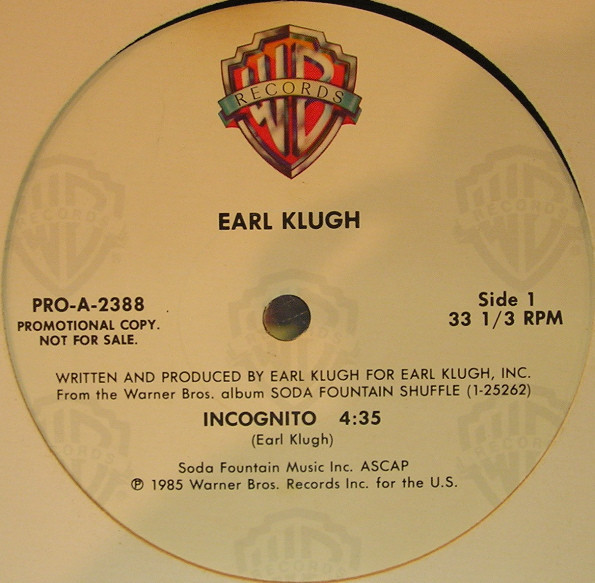 WB
RECORDS
EARL KLUGH
PRO-A-2388
PROMOTIONAL COPY.
NOT FOR SALE.
Side 1
33 1/3 RPM
WRITTEN AND PRODUCED BY EARL KLUGH FOR EARL KLUGH, INC.
From the Warner Bros. album SODA FOUNTAIN SHUFFLE (1-25262)
INCOGNITO 4:35
(Earl Klugh)
Soda Fountain Music Inc. ASCAP
℗ 1985 Warner Bros. Records Inc. for the U.S.